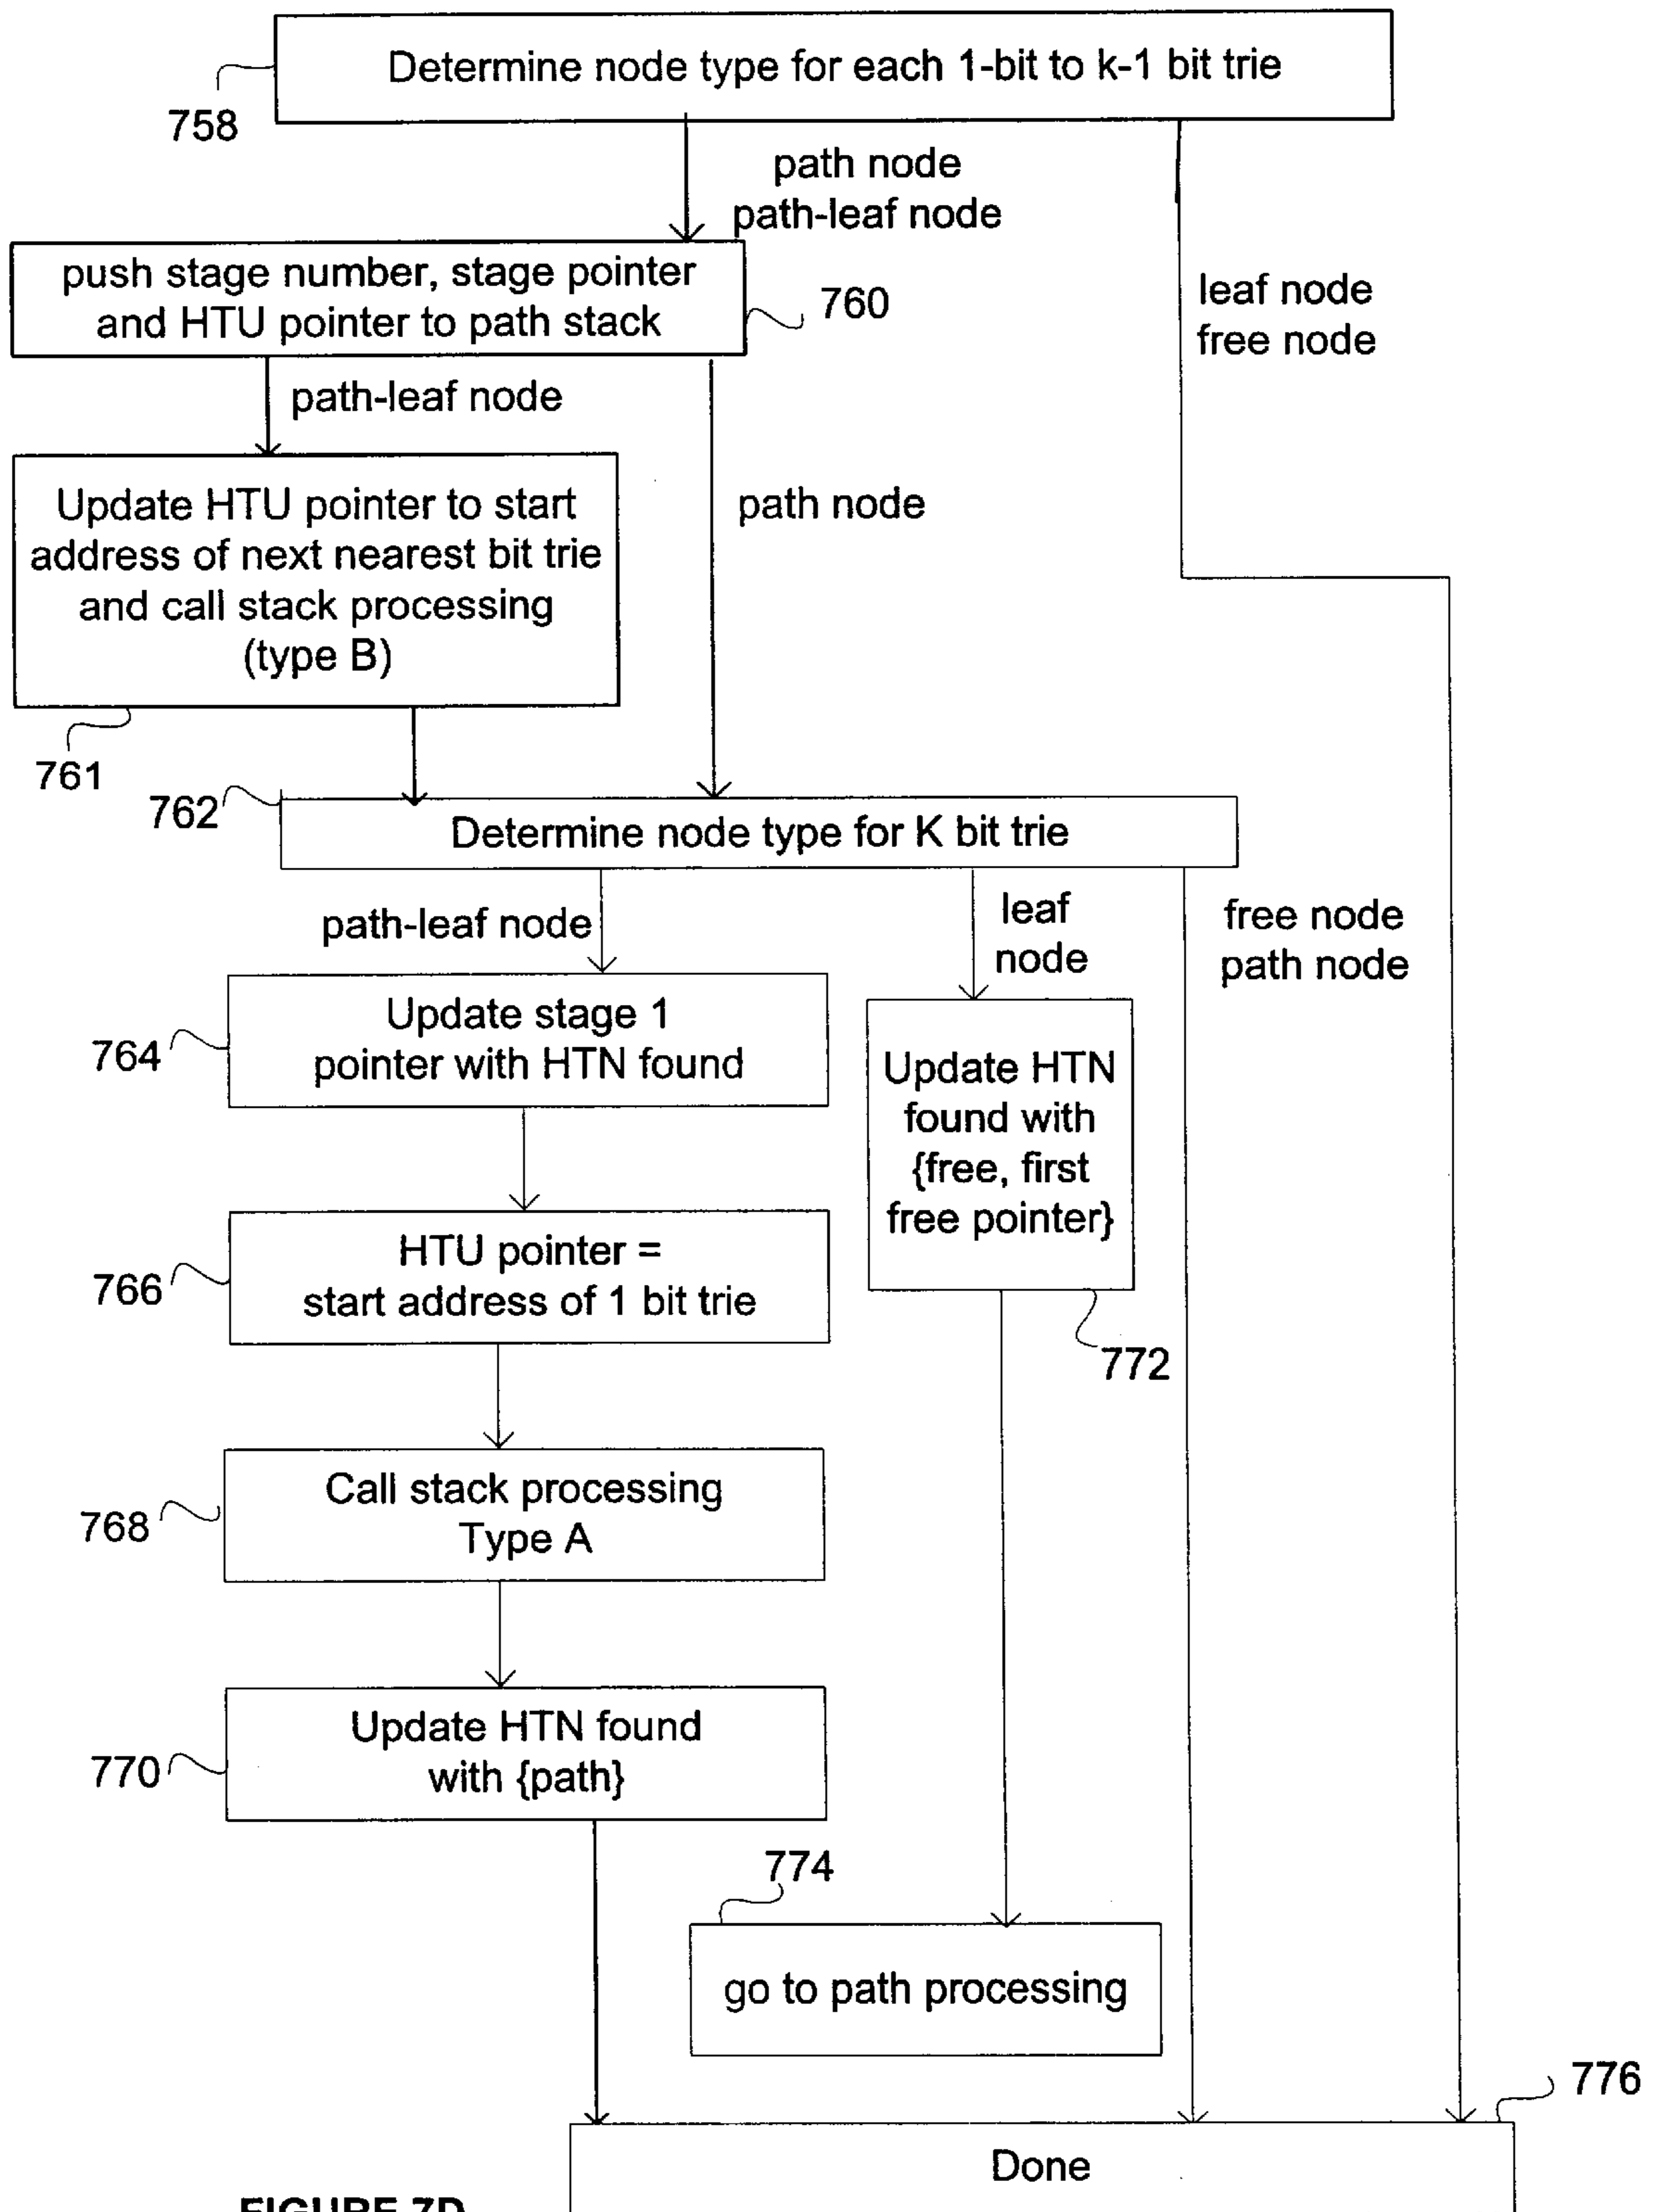 Determine node type for each 1-bit to k-1 bit trie
758
path node
path-leaf node
leaf node
free node
push stage number, stage pointer
and HTU pointer to path stack
760
path-leaf node
path node
Update HTU pointer to start
address of next nearest bit trie
and call stack processing
(type B)
761
762
Determine node type for K bit trie
path-leaf node
leaf
node
free node
path node
Update stage 1
pointer with HTN found
764
Update HTN
found with
{free, first
free pointer}
772
HTU pointer =
start address of 1 bit trie
766
Call stack processing
Type A
768
Update HTN found
with {path}
770
774
go to path processing
776
Done
FIGURE 7D